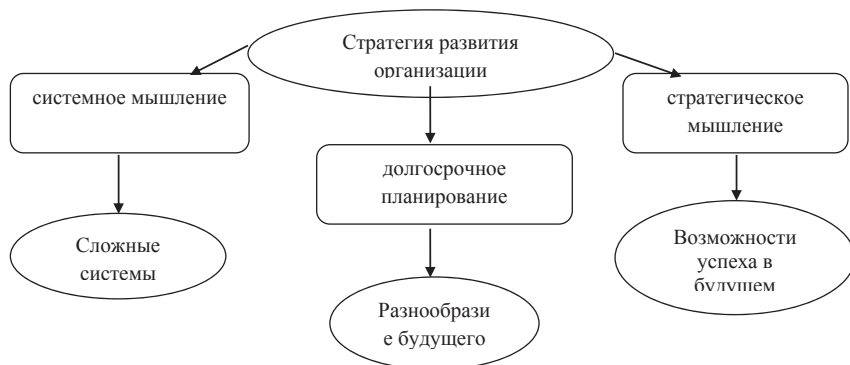 Стратегия развития
организации
системное мышление
стратегическое
мышление
долгосрочное
планирование
Сложные
системы
Возможности
успеха в
будущем
Разнообрази
е будущего